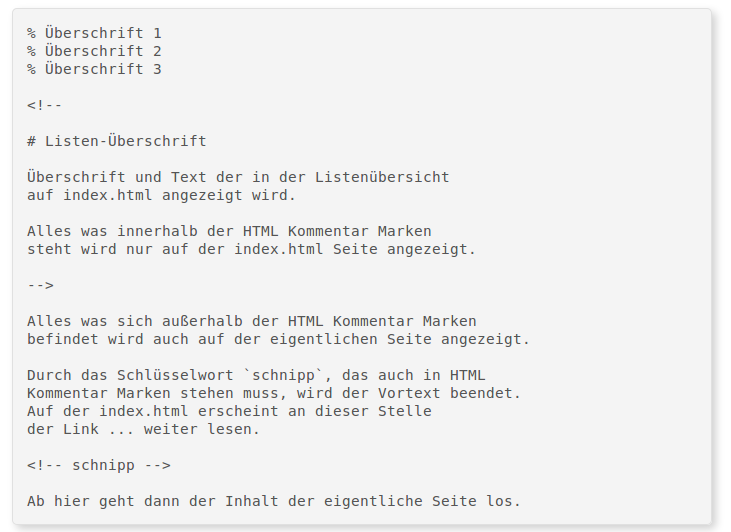 % Überschrift 1
% Überschrift 2
% Überschrift 3
<!--
# Listen-Überschrift
Überschrift und Text der in der Listenübersicht
auf index.html angezeigt wird.
Alles was innerhalb der HTML Kommentar Marken
steht wird nur auf der index.html Seite angezeigt.
-->
Alles was sich außerhalb der HTML Kommentar Marken
befindet wird auch auf der eigentlichen Seite angezeigt.
Durch das Schlüsselwort `schnipp`, das auch in HTML
Kommentar Marken stehen muss, wird der Vortext beendet.
Auf der index.html erscheint an dieser Stelle
der Link ... weiter lesen.
<!-- schnipp -->
Ab hier geht dann der Inhalt der eigentliche Seite los.